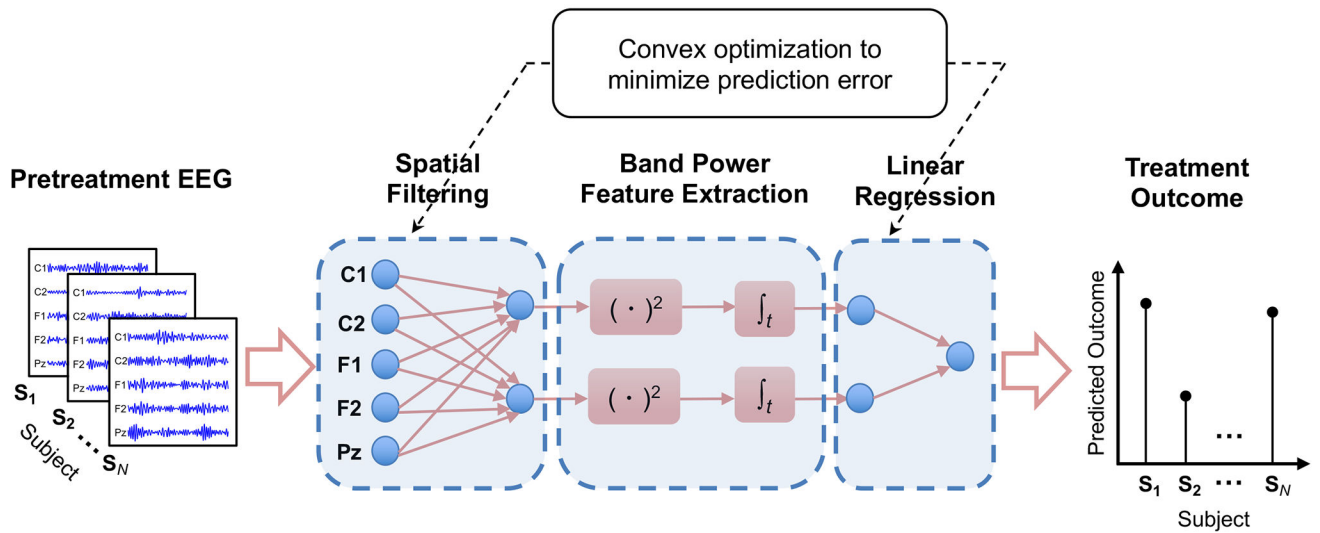 Convex optimization to
minimize prediction error
Pretreatment EEG
Spatial
Filtering
Band Power
Feature Extraction
Linear
Regression
Treatment
Outcome
C1
C2
F1
F2
Pz
C1
C2
F1
F2
Pz
C1
C2
F1
F2
Pz
S1
S2
...
SN
Subject
C1
C2
F1
F2
Pz
( · )²
∫t
( · )²
∫t
Predicted Outcome
...
S1 S2 ... SN
Subject